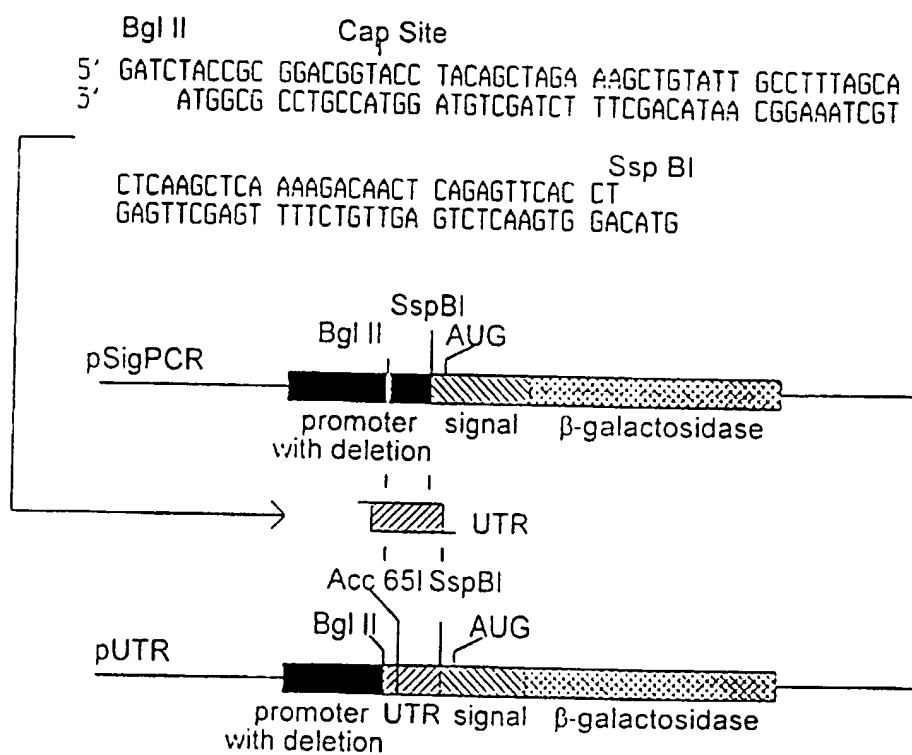 Bgl II Cap Site
5' GATCTACCGC GGACGGTACC TACAGCTAGA AAGCTGTATT GCCTTTAGCA
3' ATGGCG CCTGCCATGG ATGTCGATCT TTCGACATAA CGGAAATCGT
Ssp BI
CTCAAGCTCA AAAGACAACT CAGAGTTCAC CT
GAGTTCGAGT TTTCTGTTGA GTCTCAAGTG GACATG
SspBI
Bgl II AUG
pSigPCR
promoter signal β-galactosidase
with deletion
UTR
Acc 65I SspBI
Bgl II AUG
pUTR
promoter UTR signal β-galactosidase
with deletion